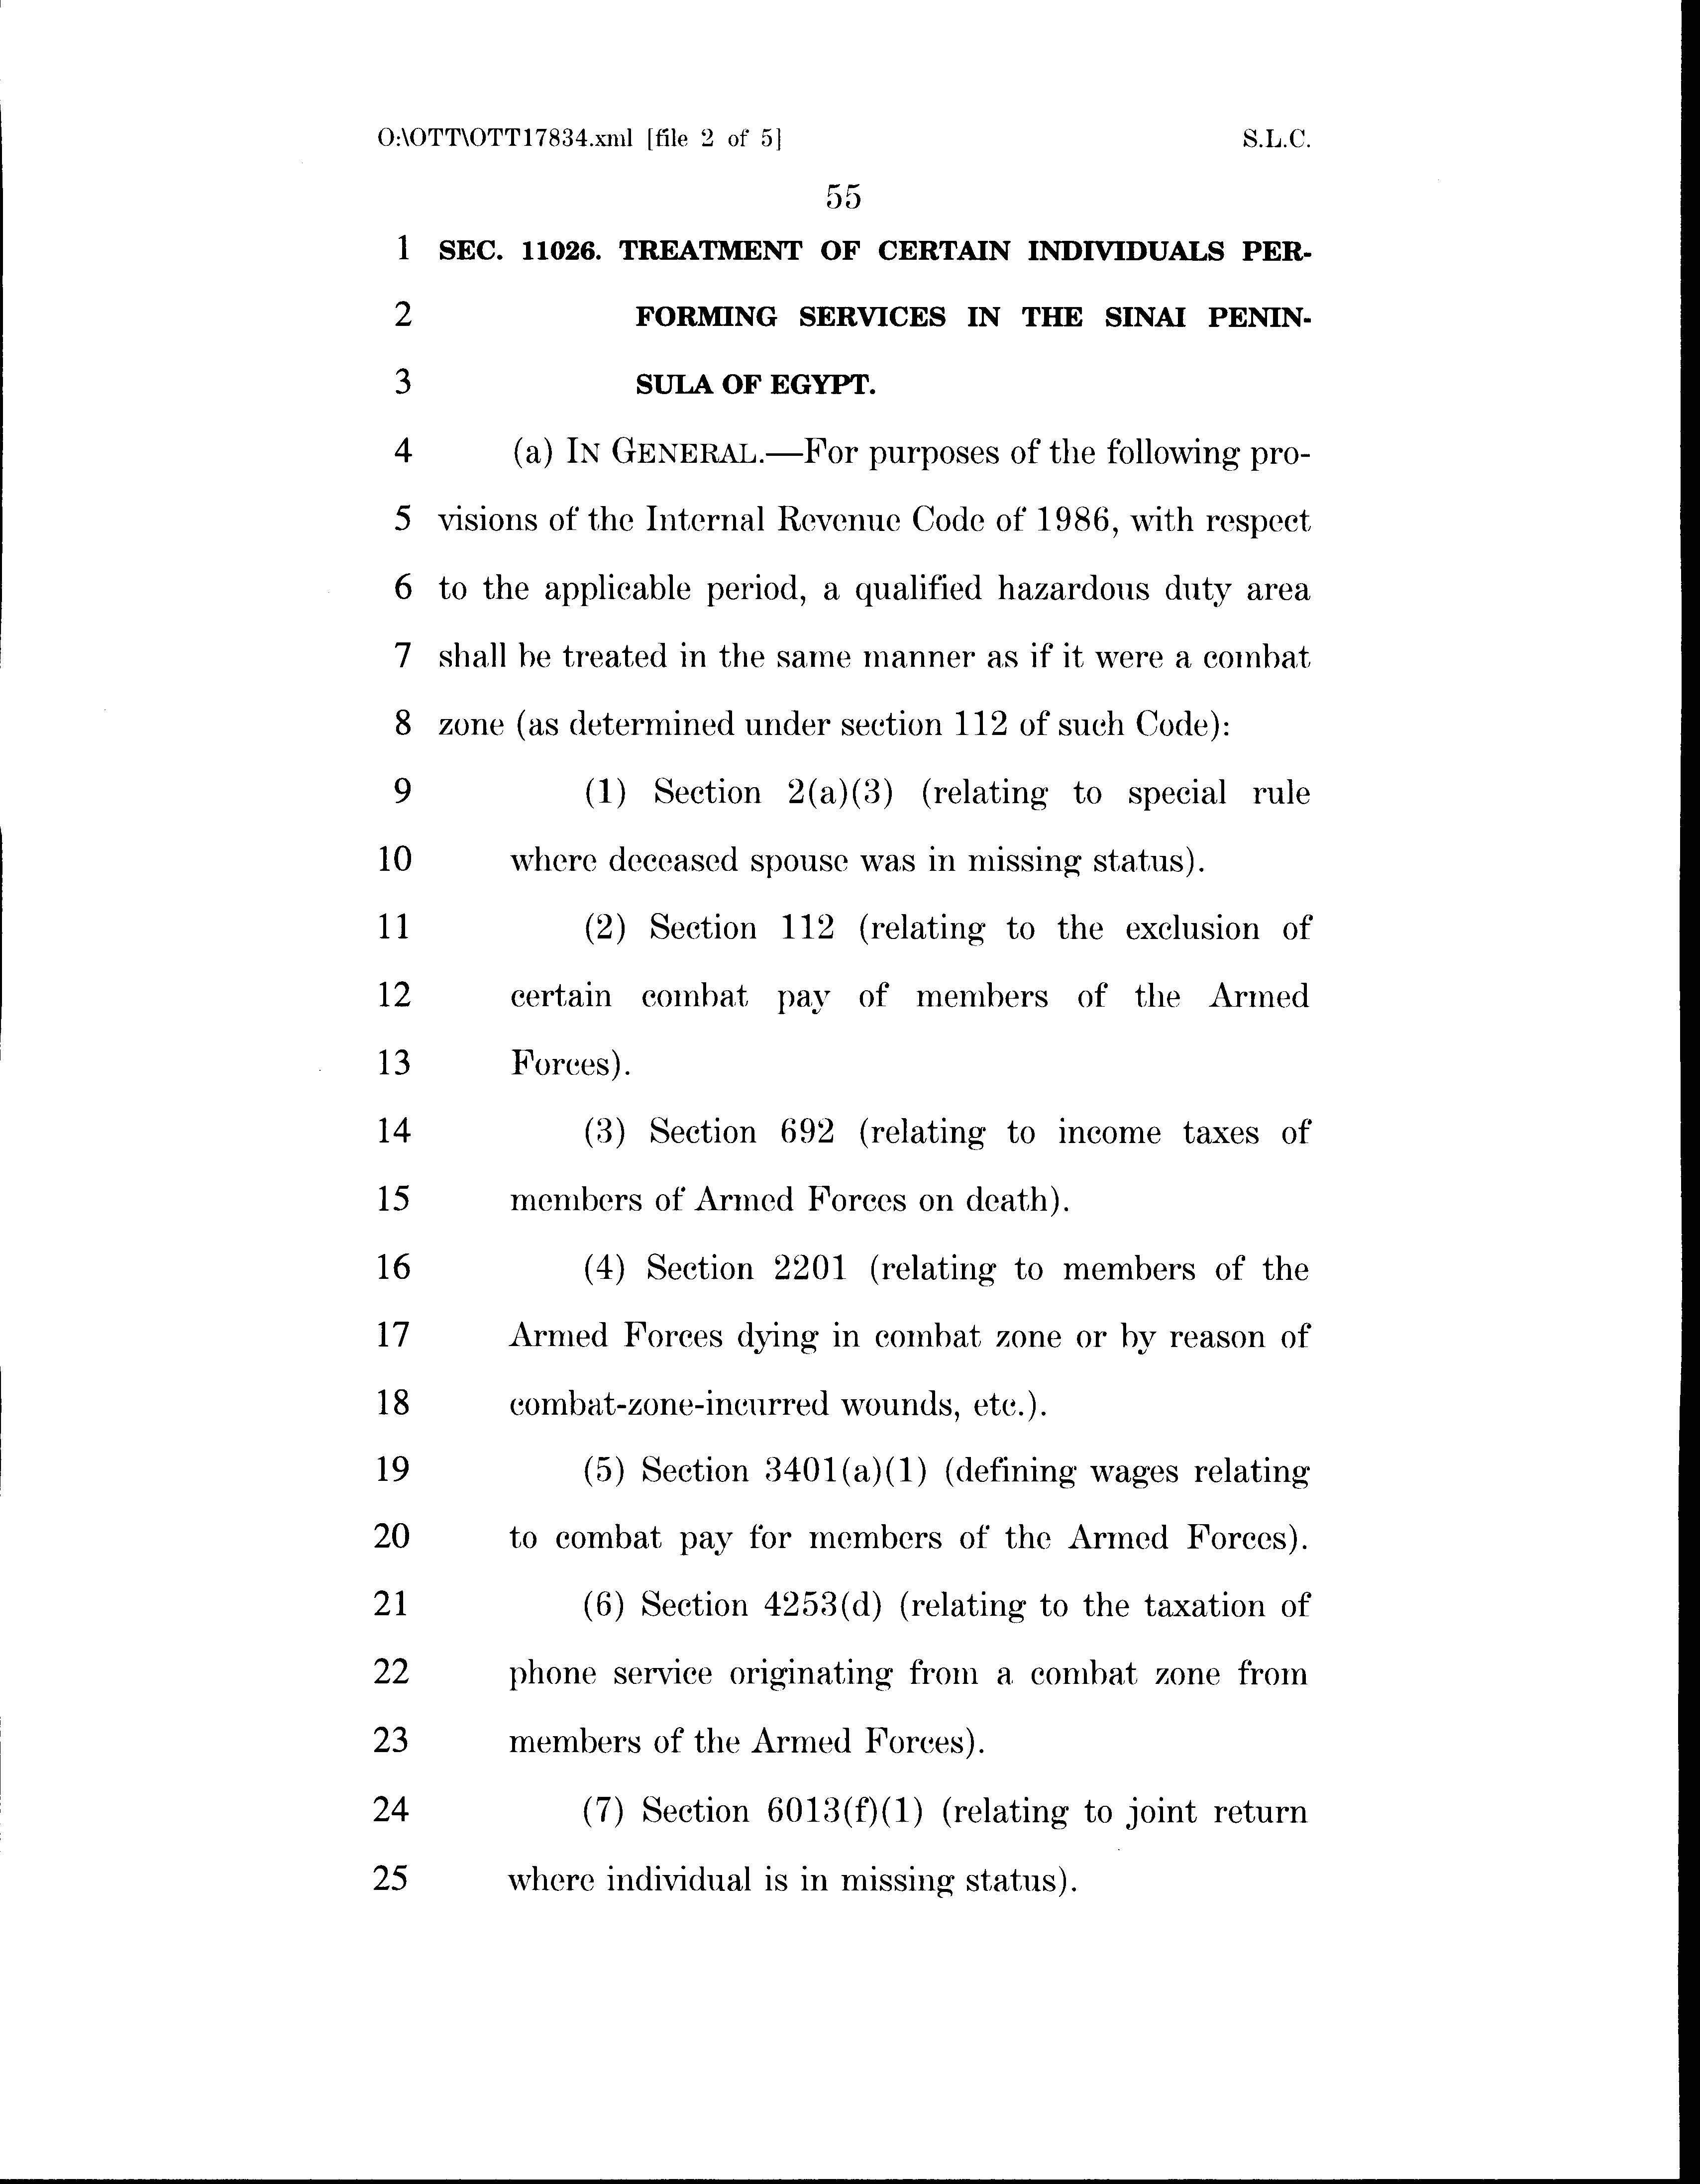 O:\OTT\OTT17834.xml [file 2 of 5] S.L.C.
55
1 SEC. 11026. TREATMENT OF CERTAIN INDIVIDUALS PER-
2 FORMING SERVICES IN THE SINAI PENIN-
3 SULA OF EGYPT.
4 (a) IN GENERAL.—For purposes of the following pro-
5 visions of the Internal Revenue Code of 1986, with respect
6 to the applicable period, a qualified hazardous duty area
7 shall be treated in the same manner as if it were a combat
8 zone (as determined under section 112 of such Code):
9 (1) Section 2(a)(3) (relating to special rule
10 where deceased spouse was in missing status).
11 (2) Section 112 (relating to the exclusion of
12 certain combat pay of members of the Armed
13 Forces).
14 (3) Section 692 (relating to income taxes of
15 members of Armed Forces on death).
16 (4) Section 2201 (relating to members of the
17 Armed Forces dying in combat zone or by reason of
18 combat-zone-incurred wounds, etc.).
19 (5) Section 3401(a)(1) (defining wages relating
20 to combat pay for members of the Armed Forces).
21 (6) Section 4253(d) (relating to the taxation of
22 phone service originating from a combat zone from
23 members of the Armed Forces).
24 (7) Section 6013(f)(1) (relating to joint return
25 where individual is in missing status).